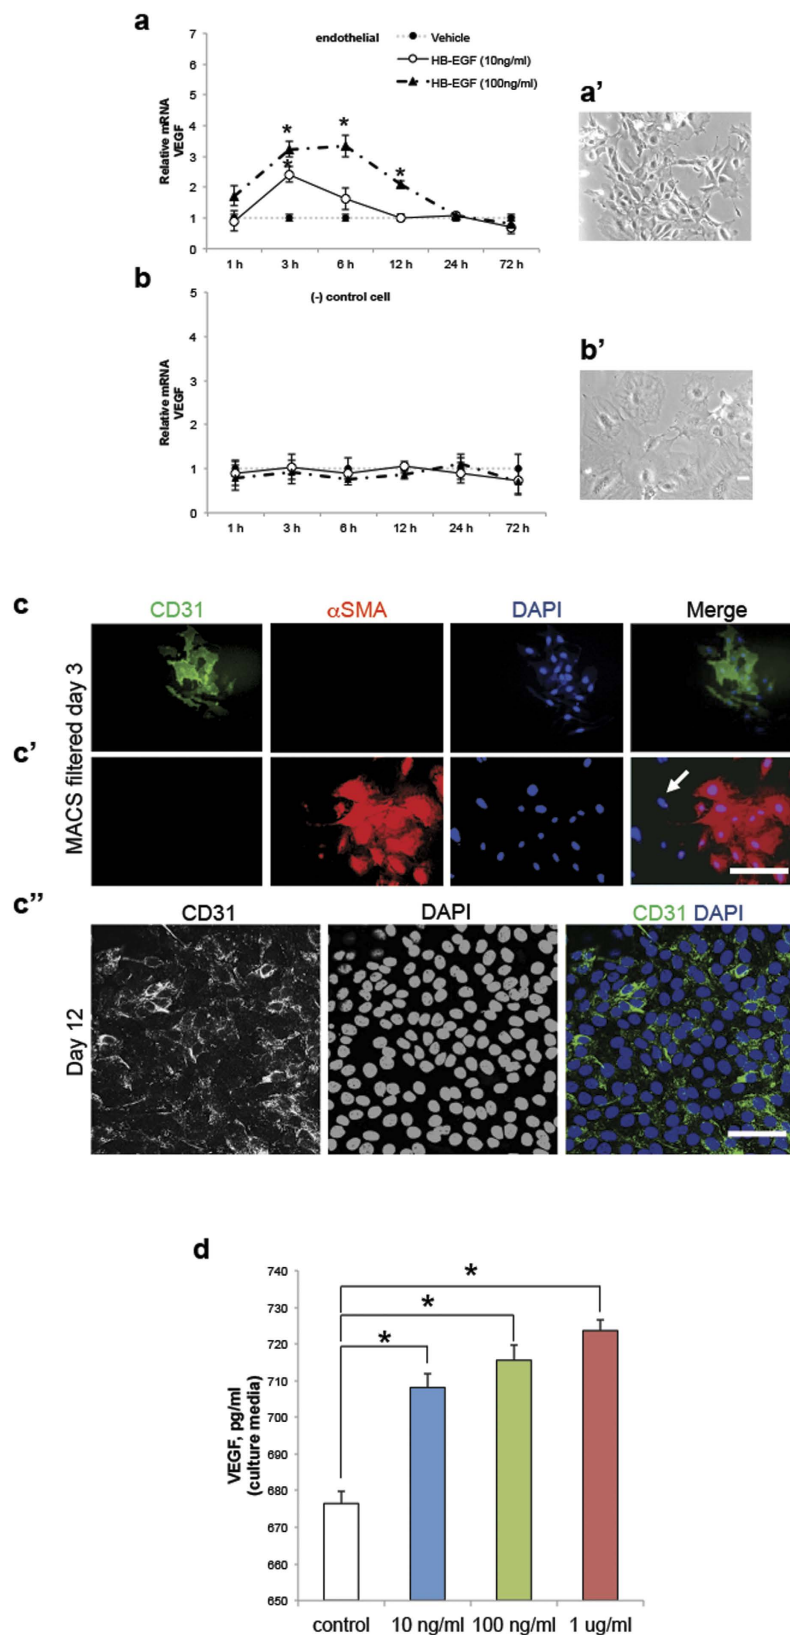 a
7
6
5
4
3
2
1
0
Relative mRNA
VEGF
endothelial
Vehicle
HB-EGF (10ng/ml)
HB-EGF (100ng/ml)
*
*
*
*
1 h
3 h
6 h
12 h
24 h
72 h
a'
b
(-) control cell
5
4
3
2
1
0
Relative mRNA
VEGF
1 h
3 h
6 h
12 h
24 h
72 h
b'
c
CD31
αSMA
DAPI
Merge
MACS filtered day 3
c'
c"
CD31
DAPI
CD31 DAPI
Day 12
d
740
730
720
710
700
690
680
670
660
650
VEGF, pg/ml
(culture media)
*
*
*
control
10 ng/ml
100 ng/ml
1 ug/ml